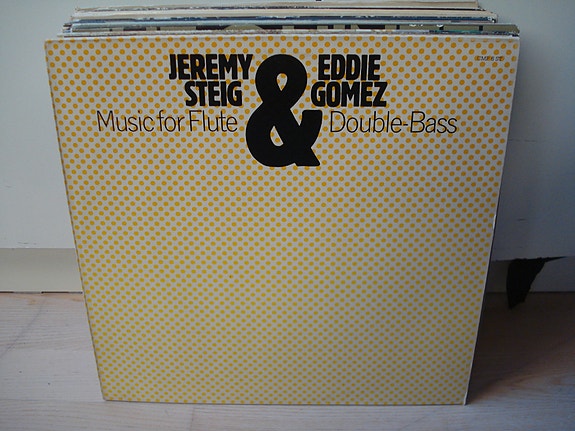 JEREMY
STEIG
&
EDDIE
GOMEZ
Music for Flute
Double-Bass